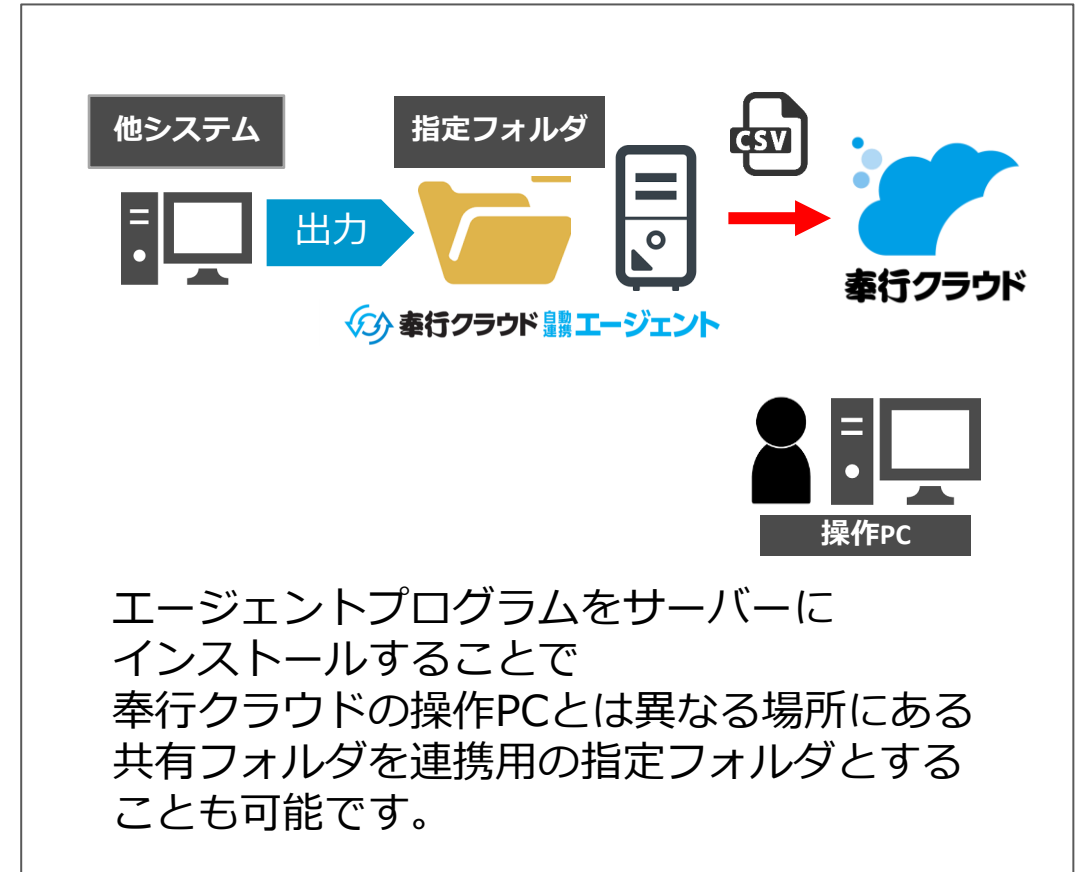 他システム
指定フォルダ
CSV
出力
奉行クラウド
奉行クラウド 自動連携 エージェント
操作PC
エージェントプログラムをサーバーに
インストールすることで
奉行クラウドの操作PCとは異なる場所にある
共有フォルダを連携用の指定フォルダとする
ことも可能です。